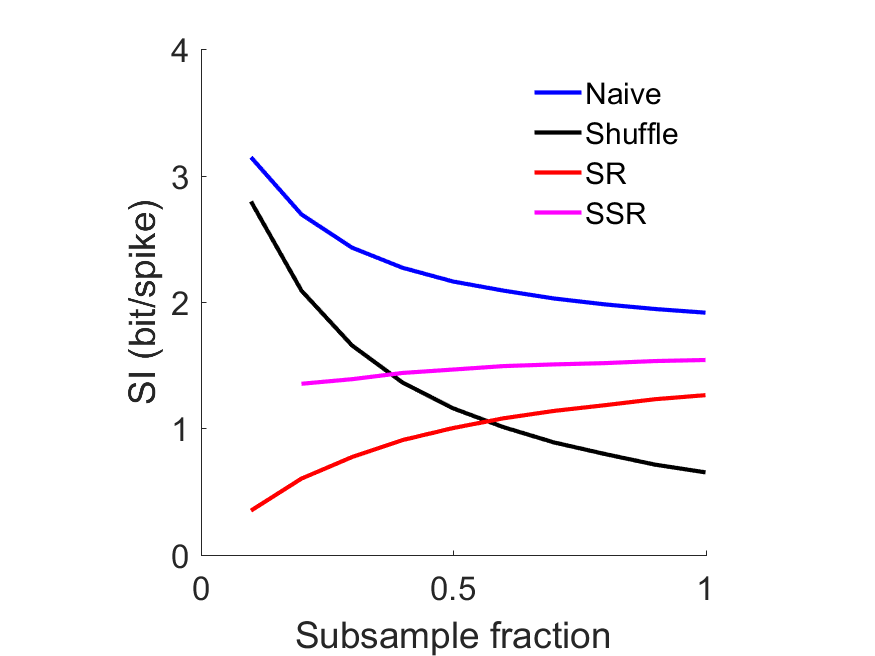 4
3
2
1
0
SI (bit/spike)
Naive
Shuffle
SR
SSR
0
0.5
1
Subsample fraction